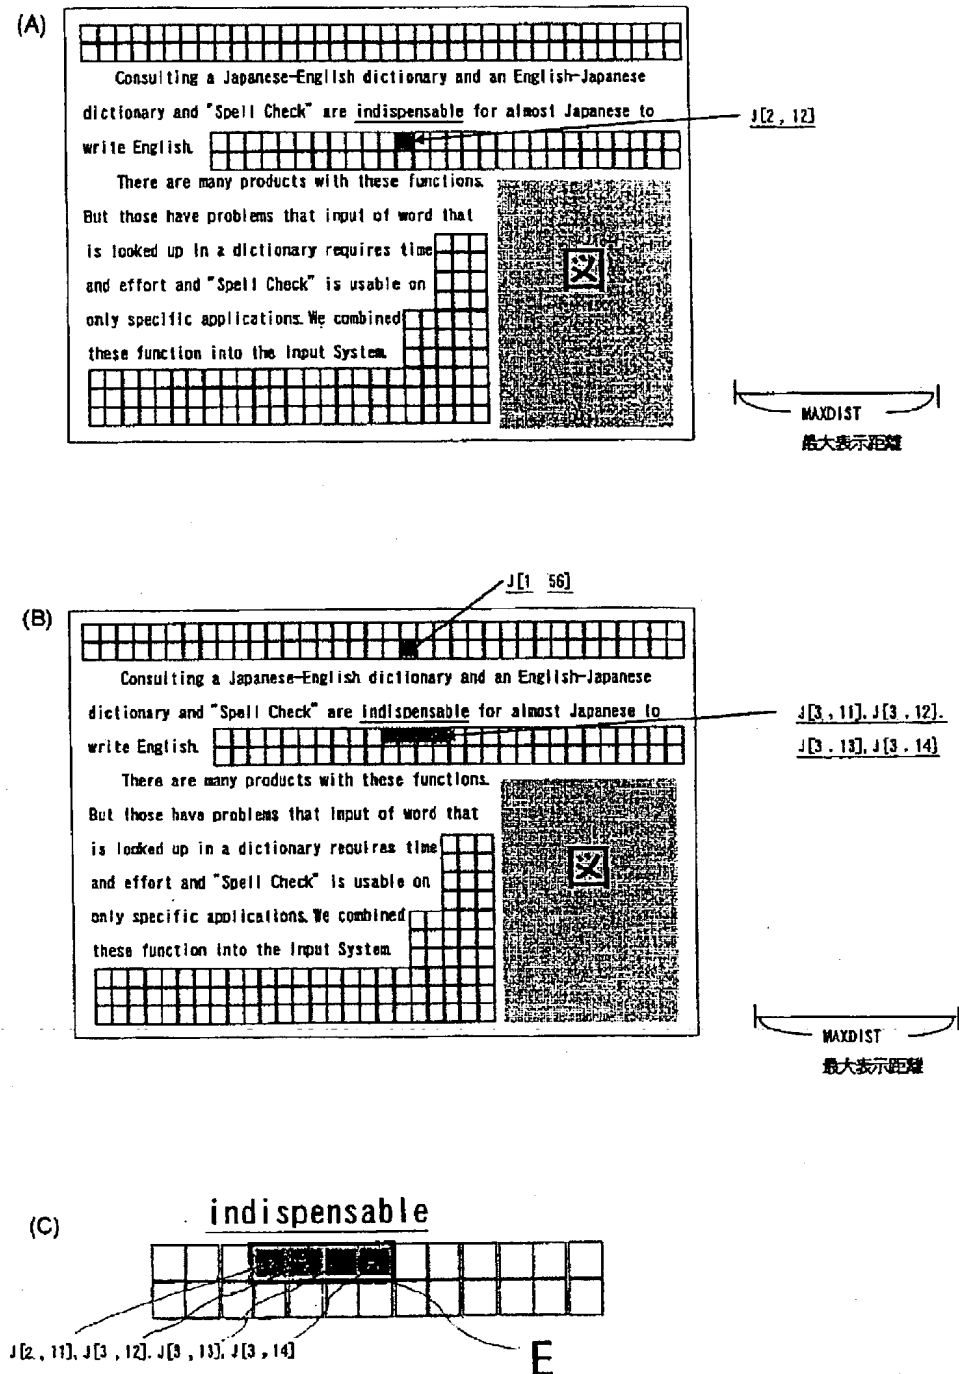 (A)
Consulting a Japanese-English dictionary and an English-Japanese
dictionary and "Spell Check" are indispensable for almost Japanese to
write English.
J[2, 12]
There are many products with these functions.
But those have problems that input of word that
is looked up in a dictionary requires time
and effort and "Spell Check" is usable on
only specific applications. We combined
these function into the Input System.
図
MAXDIST
最大表示距離
J[1 56]
(B)
Consulting a Japanese-English dictionary and an English-Japanese
dictionary and "Spell Check" are indispensable for almost Japanese to
write English.
J[3, 11]. J[3, 12].
J[3. 13], J[3. 14]
There are many products with these functions.
But those have problems that input of word that
is looked up in a dictionary requires time
and effort and "Spell Check" is usable on
only specific applications. We combined
these function into the Input System.
図
MAXDIST
最大表示距離
(C)
indispensable
J[2, 11], J[3, 12]. J[3, 13], J[3, 14]
E